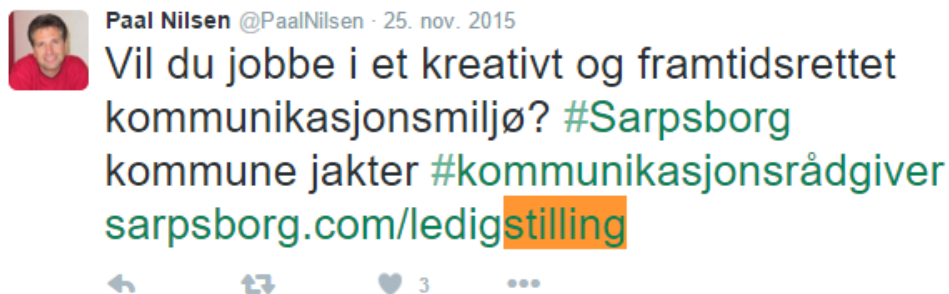 Paal Nilsen @PaalNilsen · 25. nov. 2015
Vil du jobbe i et kreativt og framtidsrettet
kommunikasjonsmiljø? #Sarpsborg
kommune jakter #kommunikasjonsrådgiver
sarpsborg.com/ledigstilling
3